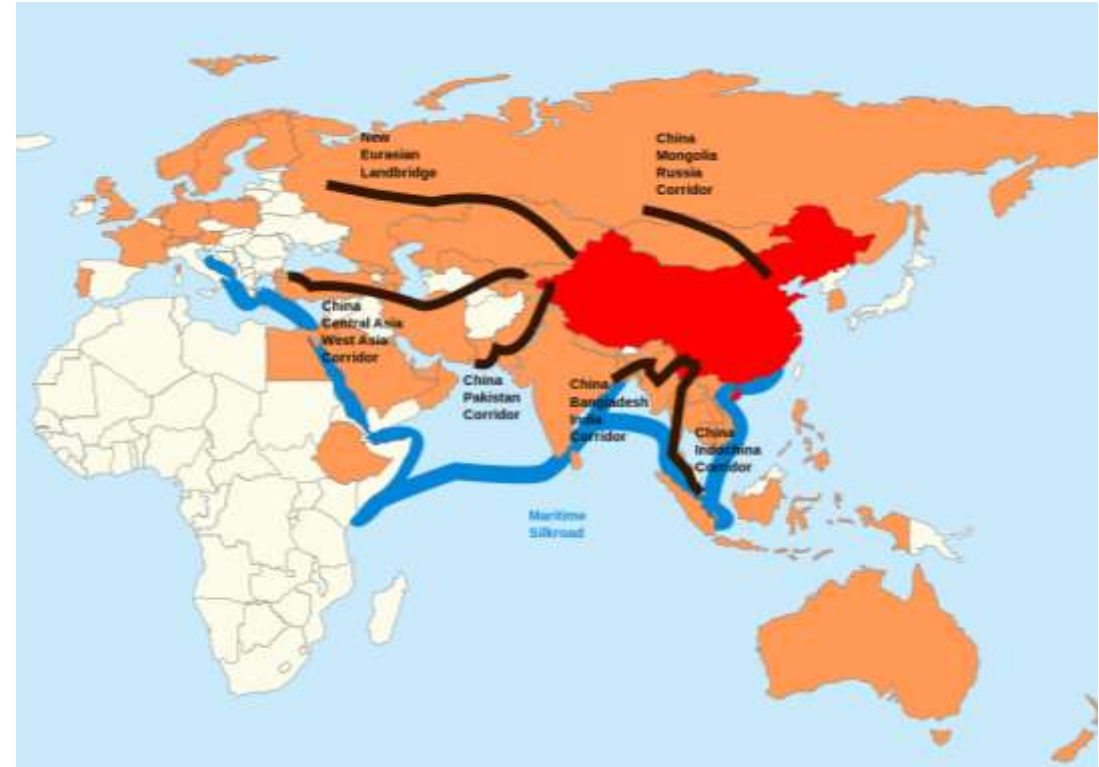 New
Eurasian
Landbridge
China
Mongolia
Russia
Corridor
China
Central Asia
West Asia
Corridor
China
Pakistan
Corridor
China
Bangladesh
India
Corridor
China
Indochina
Corridor
Maritime
Silkroad